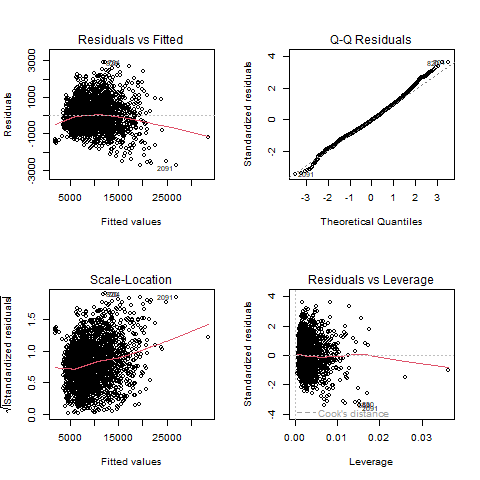 Residuals vs Fitted
3000
1000
-1000
-3000
Residuals
2091
5000 15000 25000
Fitted values
Q-Q Residuals
4
2
0
-2
Standardized residuals
2091
-3 -2 -1 0 1 2 3
Theoretical Quantiles
Scale-Location
1.5
1.0
0.5
0.0
√|Standardized residuals|
2091
5000 15000 25000
Fitted values
Residuals vs Leverage
4
2
0
-2
-4
Standardized residuals
2091
Cook's distance
0.00 0.01 0.02 0.03
Leverage